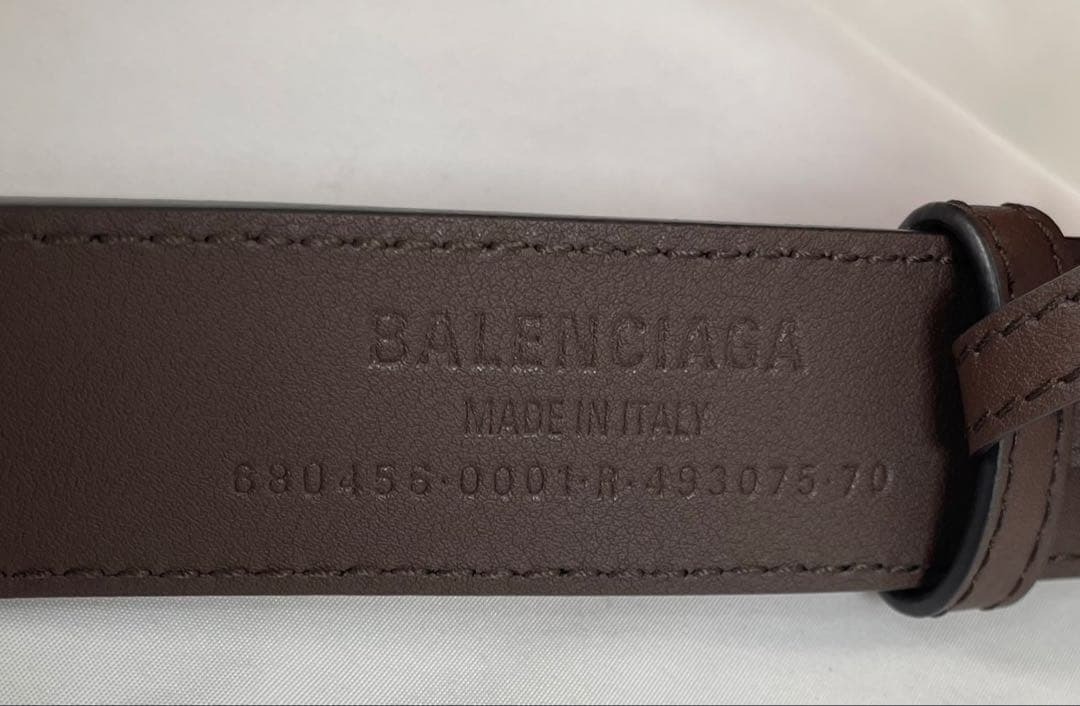 BALENCIAGA
MADE IN ITALY
680456·0001·R·493075·70